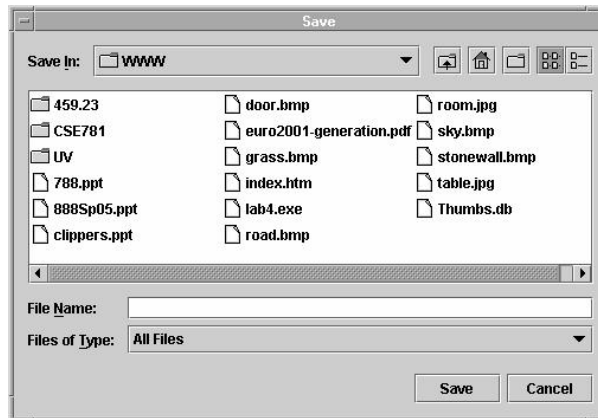 Save
Save In: WWW
459.23
CSE781
UV
788.ppt
888Sp05.ppt
clippers.ppt
door.bmp
euro2001-generation.pdf
grass.bmp
index.htm
lab4.exe
road.bmp
room.jpg
sky.bmp
stonewall.bmp
table.jpg
Thumbs.db
File Name:
Files of Type: All Files
Save Cancel